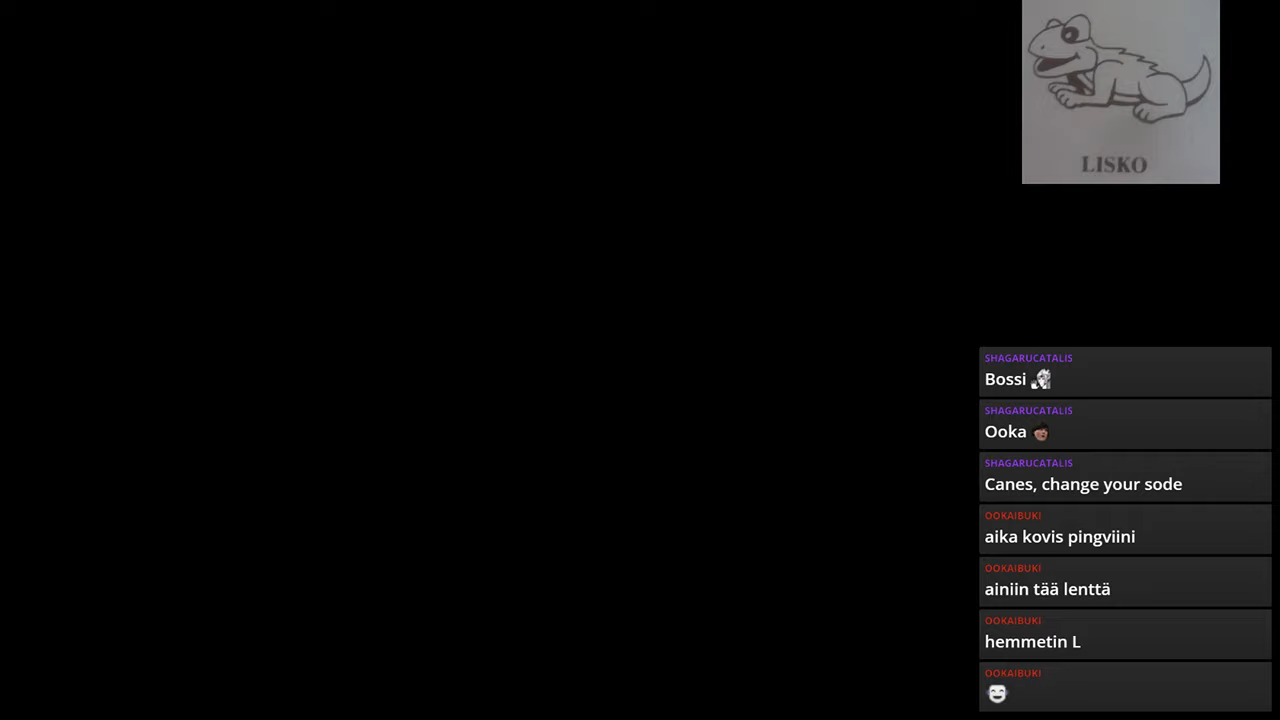 LISKO
SHAGARUCATALIS
Bossi
SHAGARUCATALIS
Ooka
SHAGARUCATALIS
Canes, change your sode
OOKAIBUKI
aika kovis pingviini
OOKAIBUKI
ainiin tää lenttä
OOKAIBUKI
hemmetin L
OOKAIBUKI